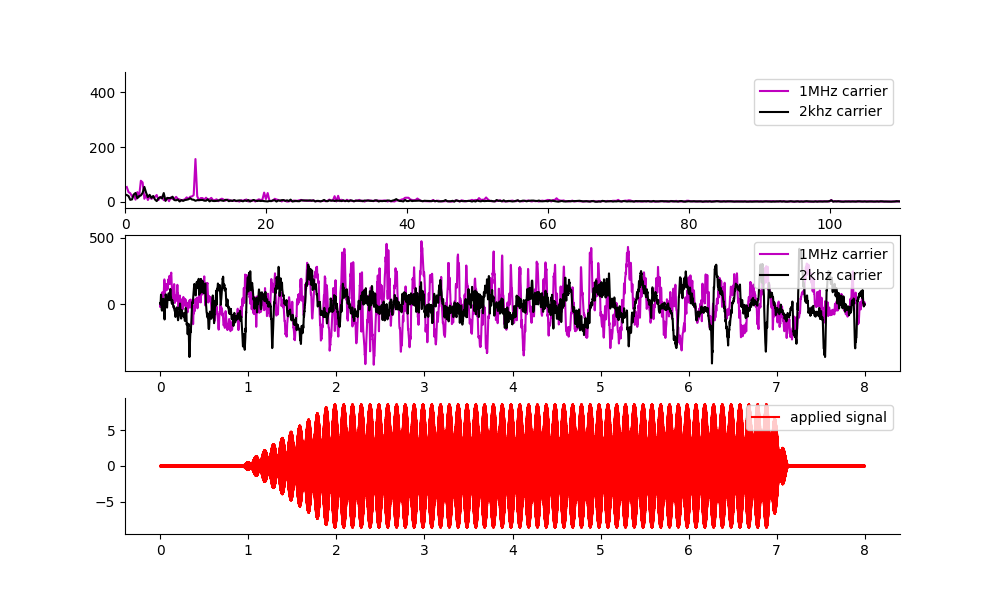 400
1MHz carrier
2khz carrier
200
0
0 20 40 60 80 100
500
1MHz carrier
2khz carrier
0
0 1 2 3 4 5 6 7 8
applied signal
5
0
−5
0 1 2 3 4 5 6 7 8